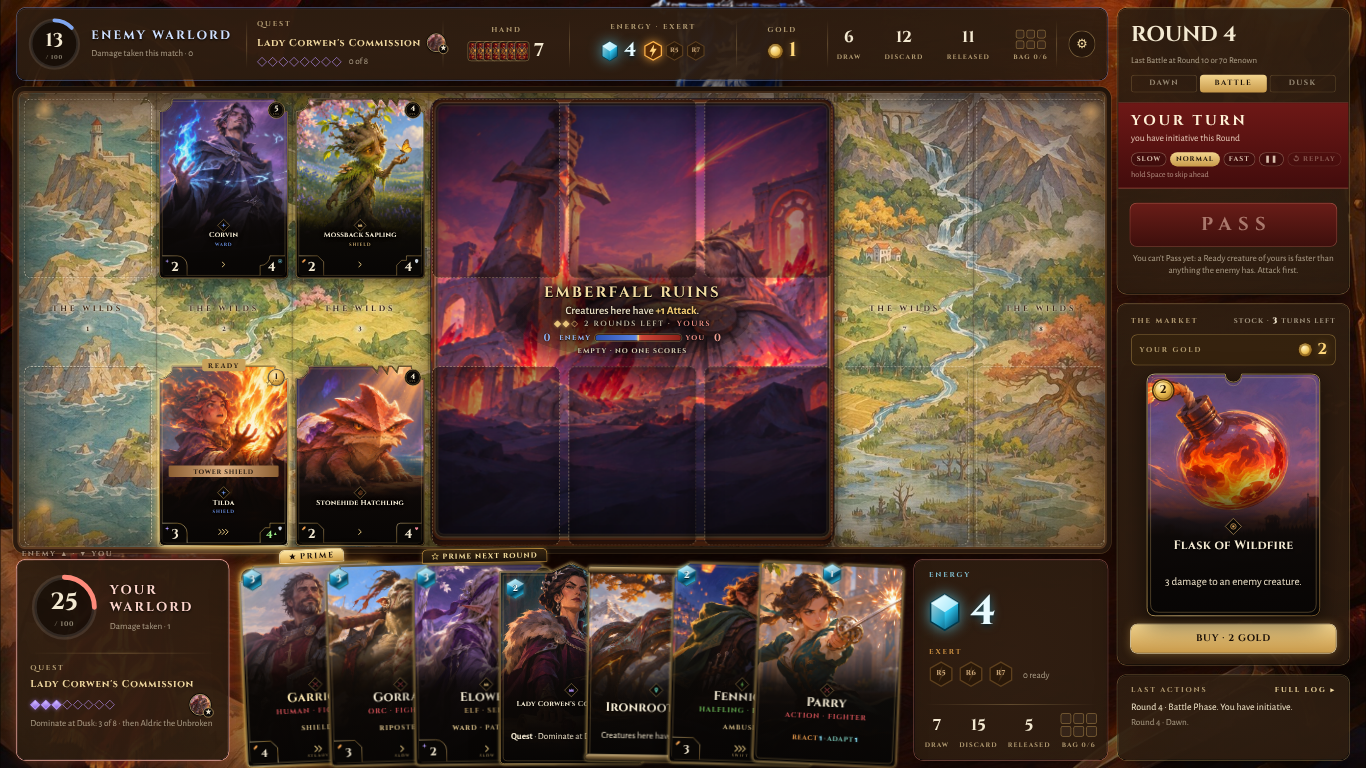 13
/ 100
ENEMY WARLORD
Damage taken this match · 0
QUEST
LADY CORWEN'S COMMISSION
0 of 8
HAND
7
ENERGY · EXERT
4
R5
R7
GOLD
1
6
DRAW
12
DISCARD
11
RELEASED
BAG 0/6
ROUND 4
Last Battle at Round 10 or 70 Renown
DAWN
BATTLE
DUSK
YOUR TURN
you have initiative this Round
SLOW
NORMAL
FAST
REPLAY
hold Space to skip ahead
PASS
You can't Pass yet: a Ready creature of yours is faster than
anything the enemy has. Attack first.
THE MARKET
STOCK · 3 TURNS LEFT
YOUR GOLD
2
2
FLASK OF WILDFIRE
3 damage to an enemy creature.
BUY · 2 GOLD
LAST ACTIONS
FULL LOG ▸
Round 4 · Battle Phase. You have initiative.
Round 4 · Dawn.
5
CORVIN
WARD
2
4
4
MOSSBACK SAPLING
SHIELD
2
4
THE WILDS
1
THE WILDS
2
THE WILDS
3
EMBERFALL RUINS
Creatures here have +1 Attack.
2 ROUNDS LEFT · YOURS
0 ENEMY
YOU 0
EMPTY · NO ONE SCORES
THE WILDS
7
THE WILDS
8
READY
1
TOWER SHIELD
TILDA
SHIELD
3
4
4
STONEHIDE HATCHLING
2
4
ENEMY ▲ · ▼ YOU
★ PRIME
☆ PRIME NEXT ROUND
25
/ 100
YOUR
WARLORD
Damage taken · 1
QUEST
LADY CORWEN'S COMMISSION
Dominate at Dusk: 3 of 8 · then Aldric the Unbroken
3
GARRI
HUMAN · FI
SHIEL
4
3
GORRA
ORC · FIG
RIPOST
3
3
ELOW
ELF · SE
WARD · PA
2
2
LADY CORWEN'S CO
Quest · Dominate at D
IRONROOT
Creatures here hav
2
FENNI
HALFLING ·
AMBUS
3
1
PARRY
ACTION · FIGHTER
REACT 1 · ADAPT 1
ENERGY
4
EXERT
R5
R6
R7
0 ready
7
DRAW
15
DISCARD
5
RELEASED
BAG 0/6